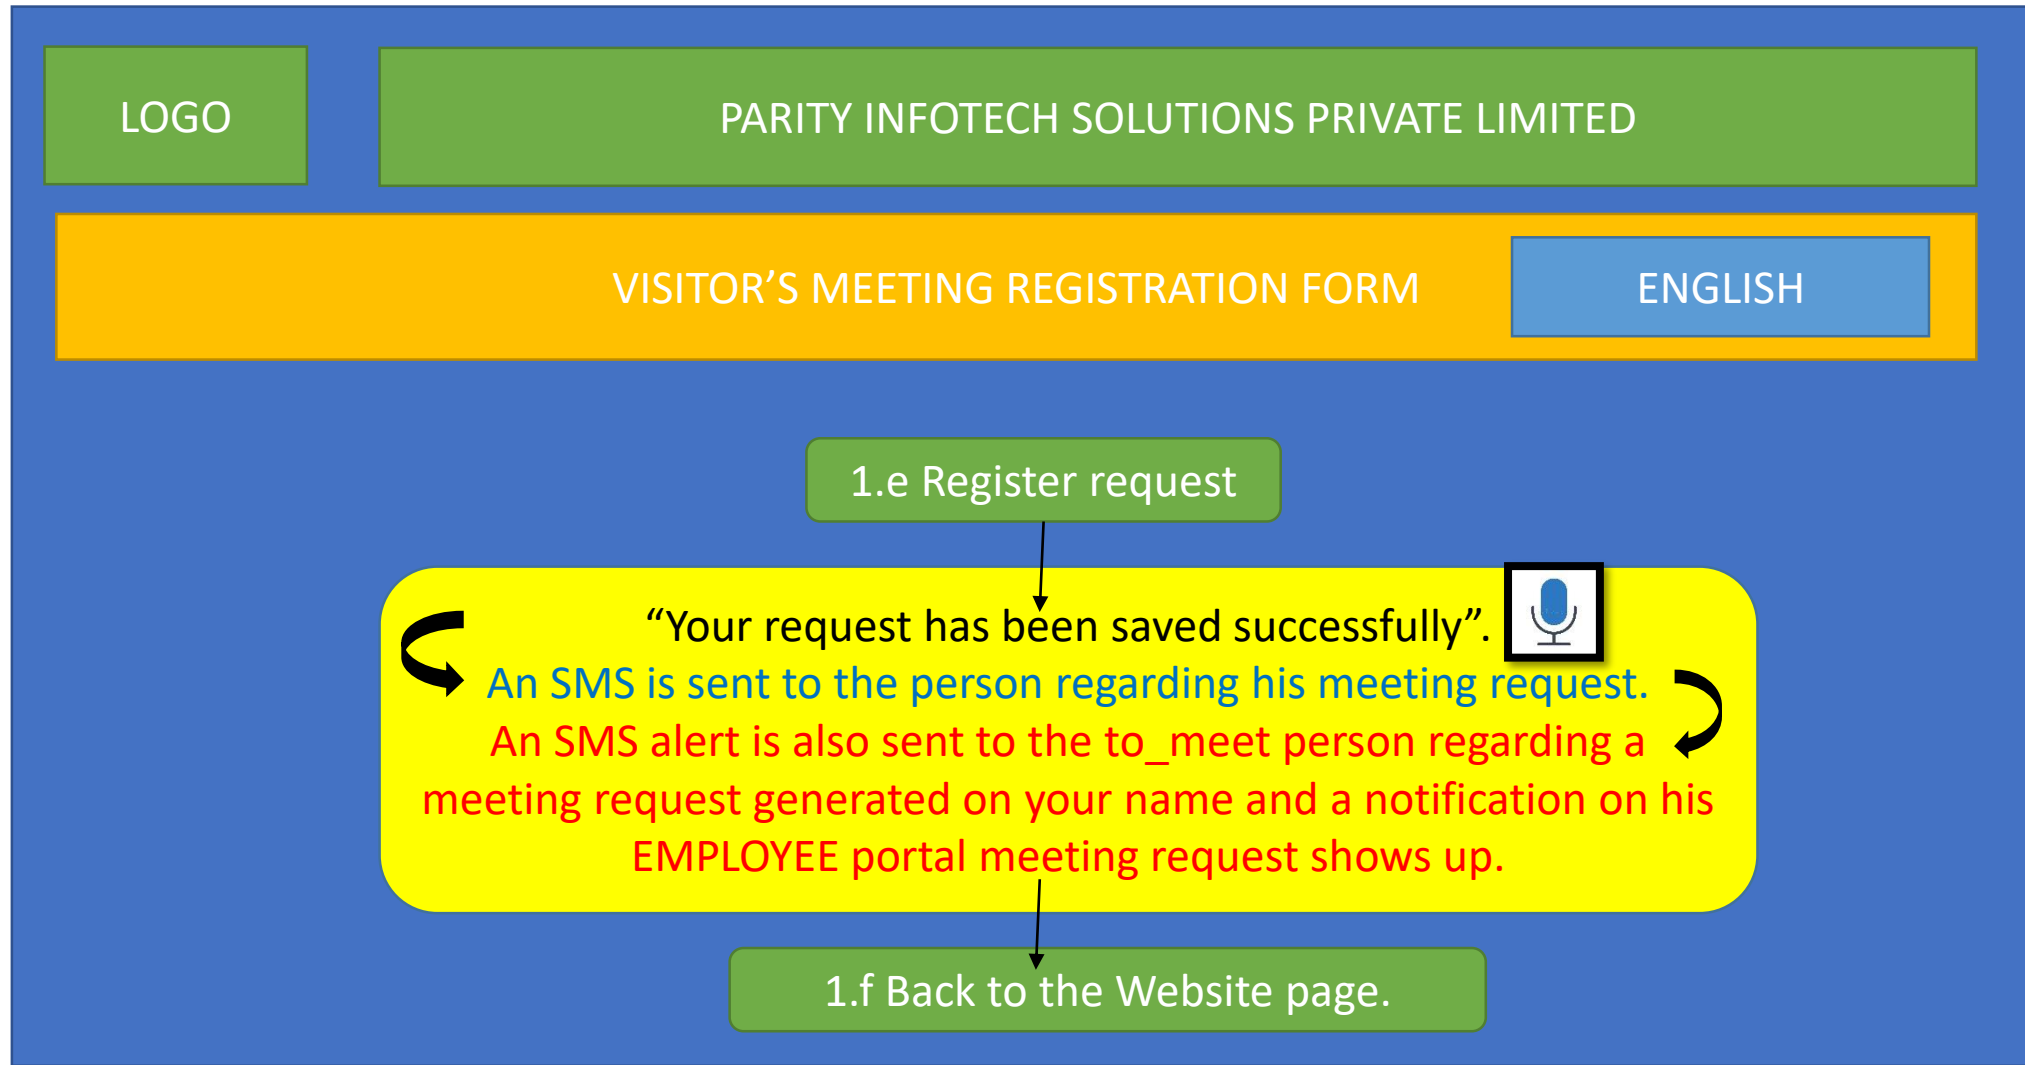 LOGO
PARITY INFOTECH SOLUTIONS PRIVATE LIMITED
VISITOR’S MEETING REGISTRATION FORM
ENGLISH
1.e Register request
“Your request has been saved successfully”.
An SMS is sent to the person regarding his meeting request.
An SMS alert is also sent to the to_meet person regarding a
meeting request generated on your name and a notification on his
EMPLOYEE portal meeting request shows up.
1.f Back to the Website page.